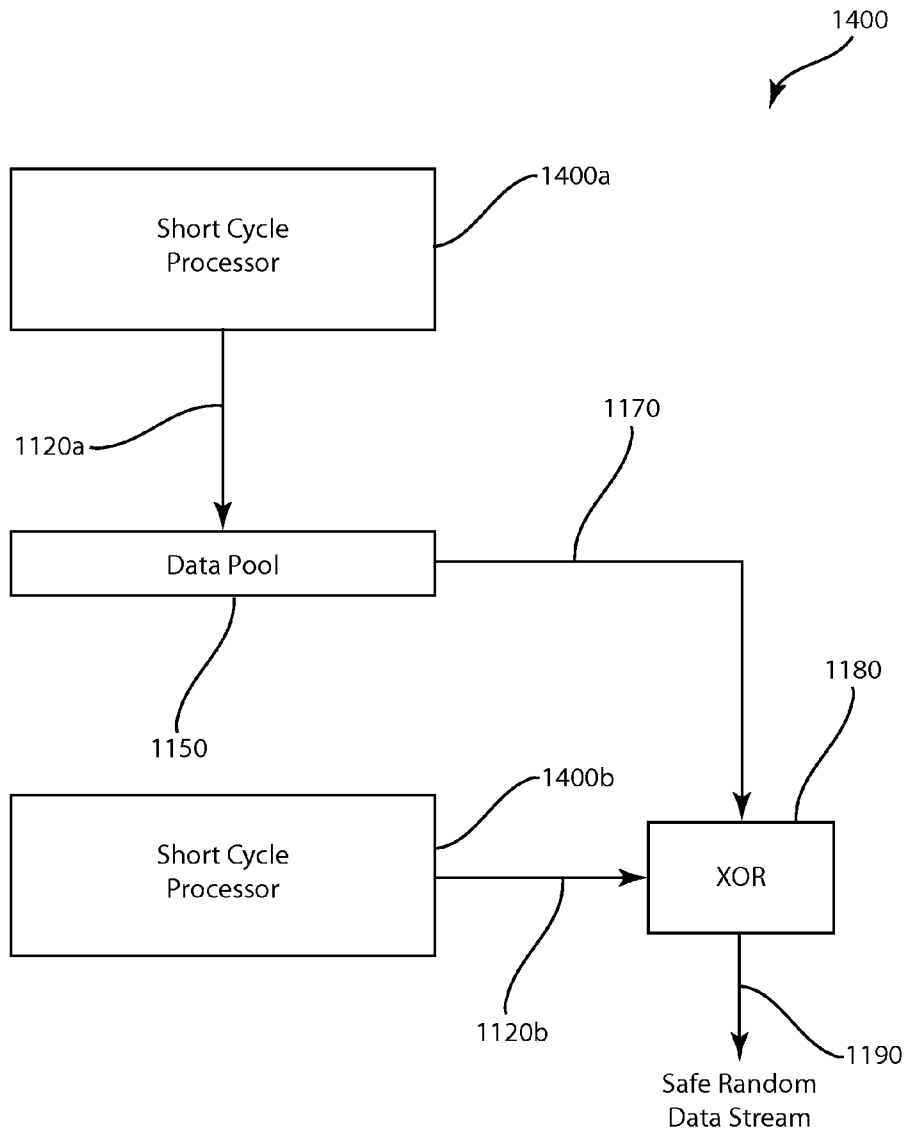 1400
1400a
Short Cycle
Processor
1170
1120a
Data Pool
1180
1150
1400b
Short Cycle
Processor
XOR
1120b
1190
Safe Random
Data Stream